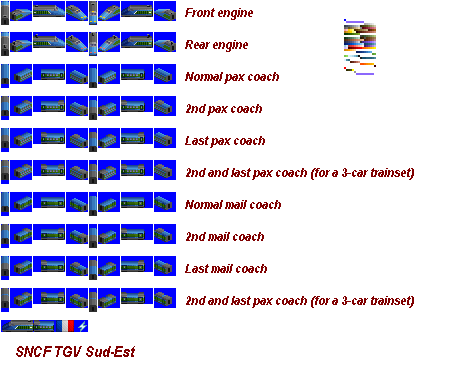 Front engine
Rear engine
Normal pax coach
2nd pax coach
Last pax coach
2nd and last pax coach (for a 3-car trainset)
Normal mail coach
2nd mail coach
Last mail coach
2nd and last pax coach (for a 3-car trainset)
SNCF TGV Sud-Est